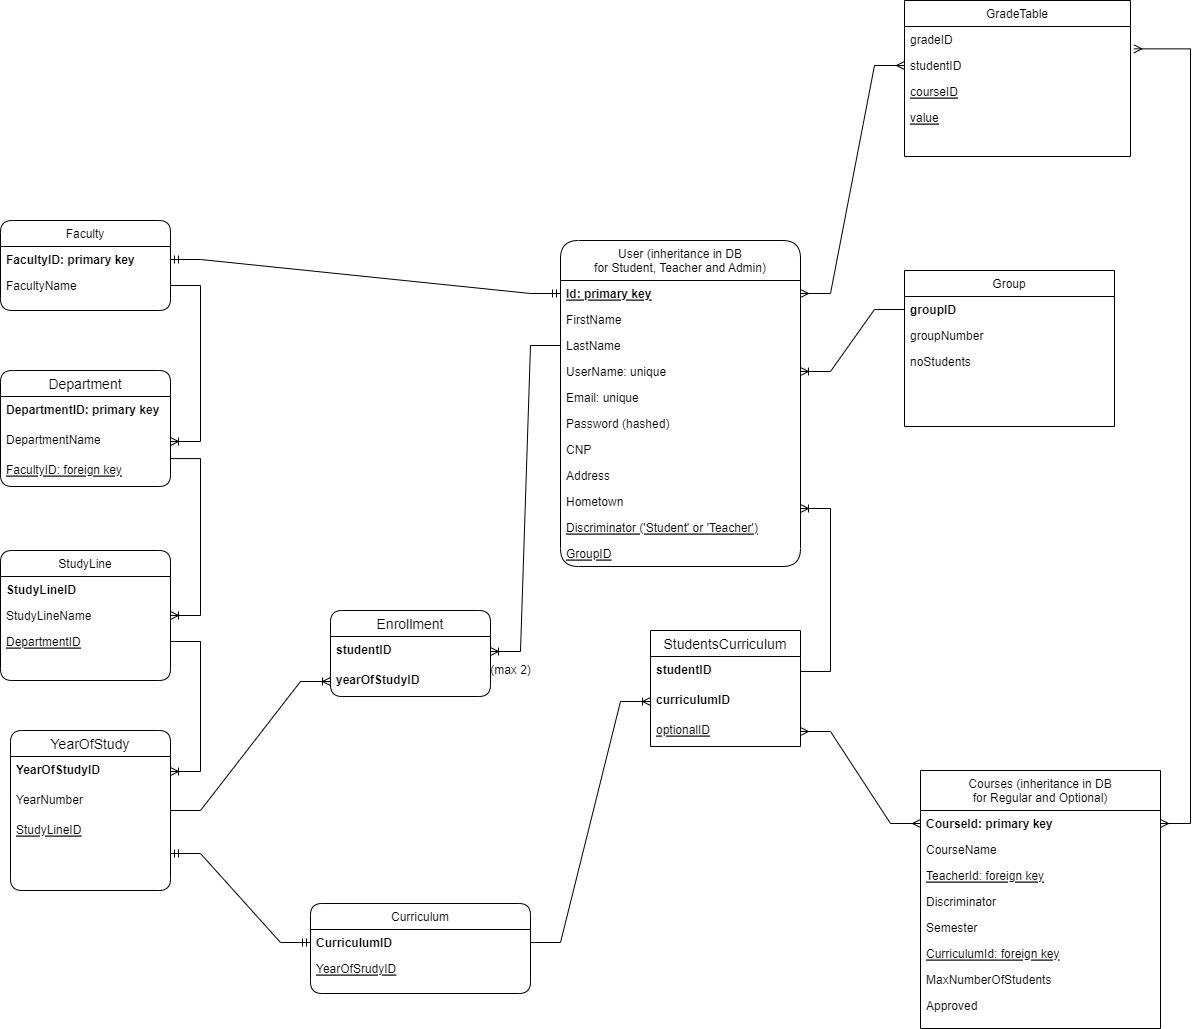 GradeTable
gradeID
studentID
courseID
value
Faculty
FacultyID: primary key
FacultyName
User (inheritance in DB
for Student, Teacher and Admin)
Id: primary key
FirstName
LastName
UserName: unique
Email: unique
Password (hashed)
CNP
Address
Hometown
Discriminator ('Student' or 'Teacher')
GroupID
Group
groupID
groupNumber
noStudents
Department
DepartmentID: primary key
DepartmentName
FacultyID: foreign key
StudyLine
StudyLineID
StudyLineName
DepartmentID
Enrollment
studentID
yearOfStudyID
(max 2)
StudentsCurriculum
studentID
curriculumID
optionalID
YearOfStudy
YearOfStudyID
YearNumber
StudyLineID
Courses (inheritance in DB
for Regular and Optional)
CourseId: primary key
CourseName
TeacherId: foreign key
Discriminator
Semester
CurriculumId: foreign key
MaxNumberOfStudents
Approved
Curriculum
CurriculumID
YearOfSrudyID